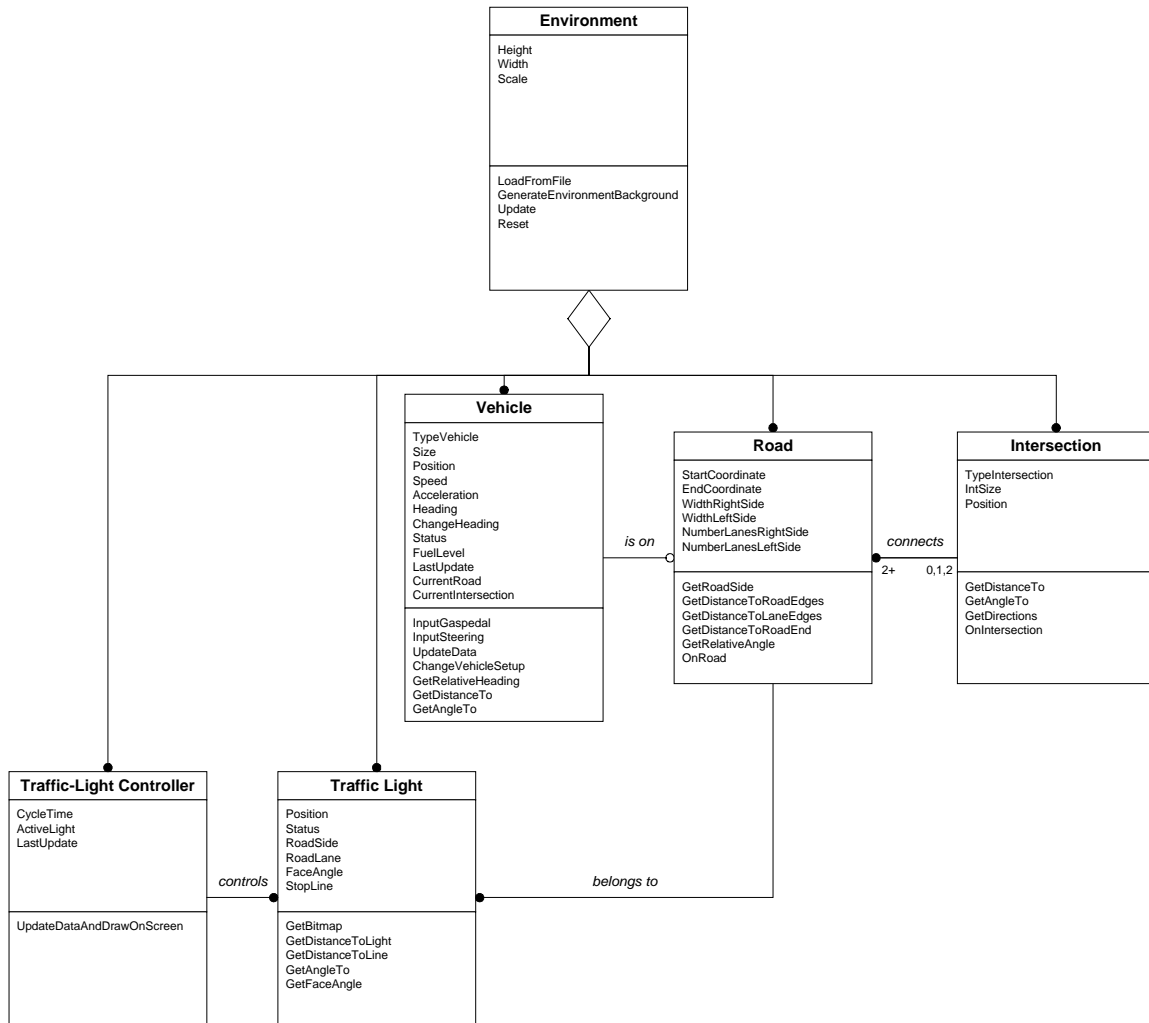 Environment
Height
Width
Scale
LoadFromFile
GenerateEnvironmentBackground
Update
Reset
Vehicle
TypeVehicle
Size
Position
Speed
Acceleration
Heading
ChangeHeading
Status
FuelLevel
LastUpdate
CurrentRoad
CurrentIntersection
InputGaspedal
InputSteering
UpdateData
ChangeVehicleSetup
GetRelativeHeading
GetDistanceTo
GetAngleTo
is on
Road
StartCoordinate
EndCoordinate
WidthRightSide
WidthLeftSide
NumberLanesRightSide
NumberLanesLeftSide
GetRoadSide
GetDistanceToRoadEdges
GetDistanceToLaneEdges
GetDistanceToRoadEnd
GetRelativeAngle
OnRoad
connects
2+ 0,1,2
Intersection
TypeIntersection
IntSize
Position
GetDistanceTo
GetAngleTo
GetDirections
OnIntersection
Traffic-Light Controller
CycleTime
ActiveLight
LastUpdate
UpdateDataAndDrawOnScreen
controls
Traffic Light
Position
Status
RoadSide
RoadLane
FaceAngle
StopLine
GetBitmap
GetDistanceToLight
GetDistanceToLine
GetAngleTo
GetFaceAngle
belongs to